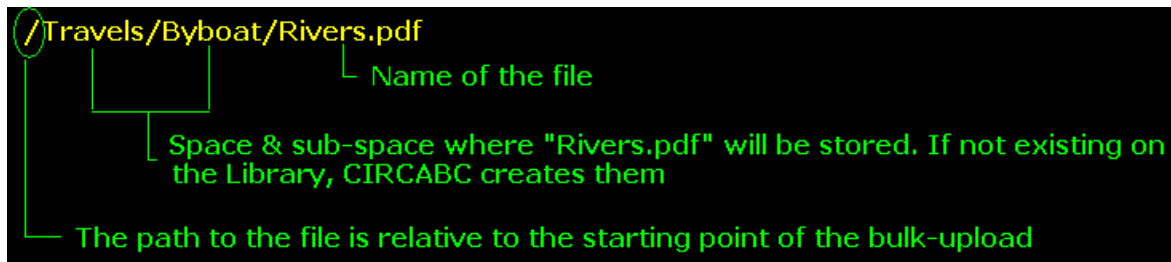 /Travels/Byboat/Rivers.pdf
Name of the file
Space & sub-space where "Rivers.pdf" will be stored. If not existing on
the Library, CIRCABC creates them
The path to the file is relative to the starting point of the bulk-upload